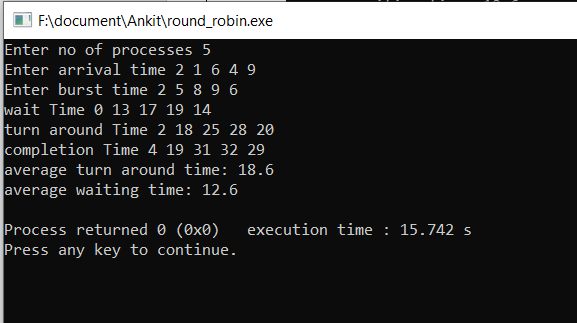 F:\document\Ankit\round_robin.exe
Enter no of processes 5
Enter arrival time 2 1 6 4 9
Enter burst time 2 5 8 9 6
wait Time 0 13 17 19 14
turn around Time 2 18 25 28 20
completion Time 4 19 31 32 29
average turn around time: 18.6
average waiting time: 12.6
Process returned 0 (0x0)   execution time : 15.742 s
Press any key to continue.